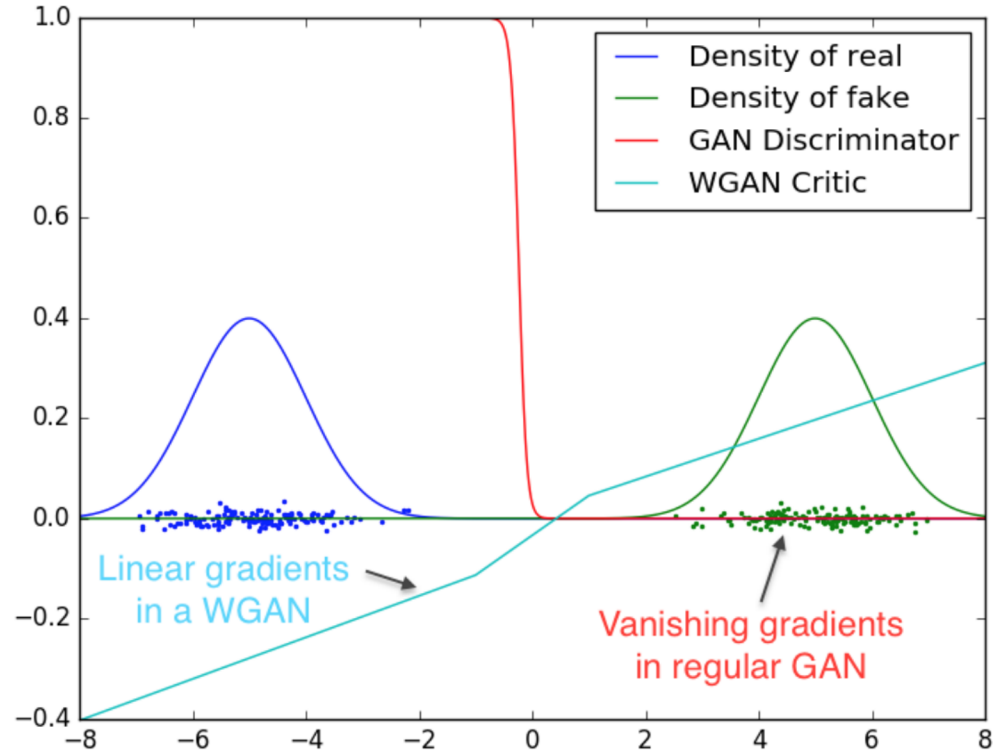 1.0
Density of real
Density of fake
GAN Discriminator
WGAN Critic
0.8
0.6
0.4
0.2
0.0
Linear gradients
in a WGAN
−0.2
Vanishing gradients
in regular GAN
−0.4
−8 −6 −4 −2 0 2 4 6 8